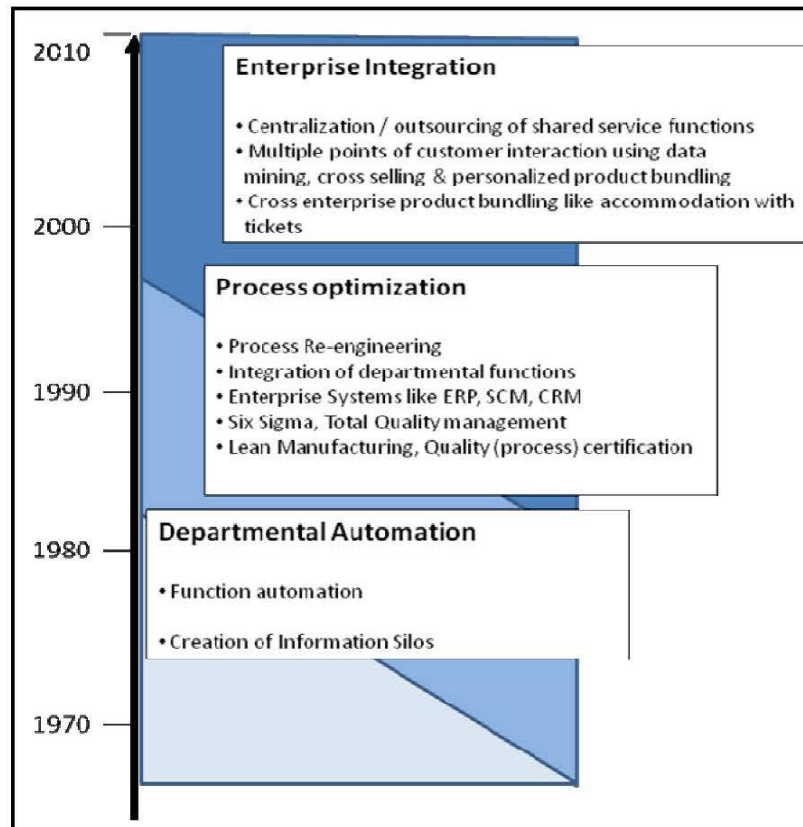 2010
Enterprise Integration
• Centralization / outsourcing of shared service functions
• Multiple points of customer interaction using data
mining, cross selling & personalized product bundling
• Cross enterprise product bundling like accommodation with
tickets
2000
Process optimization
• Process Re-engineering
• Integration of departmental functions
• Enterprise Systems like ERP, SCM, CRM
• Six Sigma, Total Quality management
• Lean Manufacturing, Quality (process) certification
1990
Departmental Automation
1980
• Function automation
• Creation of Information Silos
1970